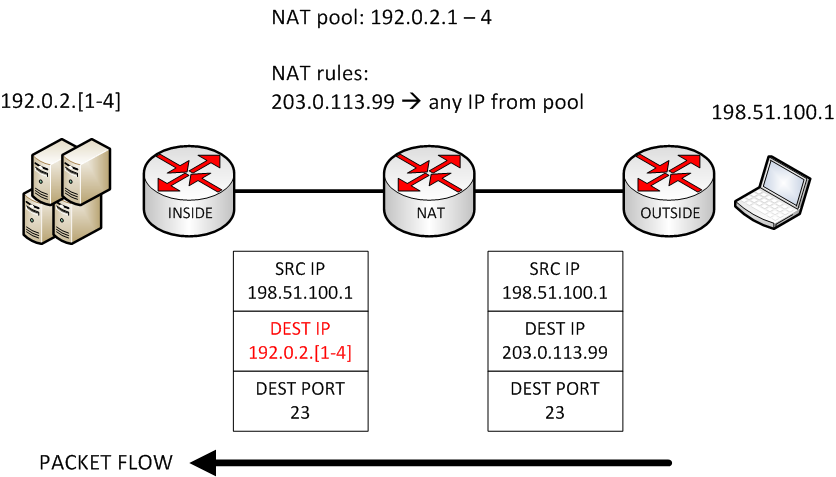 NAT pool: 192.0.2.1 – 4
NAT rules:
203.0.113.99 → any IP from pool
192.0.2.[1-4]
198.51.100.1
INSIDE
NAT
OUTSIDE
SRC IP
198.51.100.1
DEST IP
192.0.2.[1-4]
DEST PORT
23
SRC IP
198.51.100.1
DEST IP
203.0.113.99
DEST PORT
23
PACKET FLOW